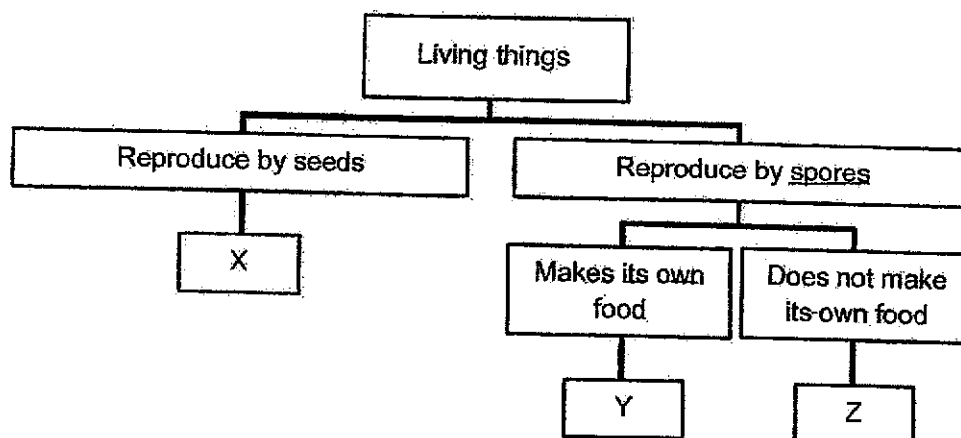 Living things
Reproduce by seeds
Reproduce by spores
X
Makes its own
food
Does not make
its-own food
Y
Z